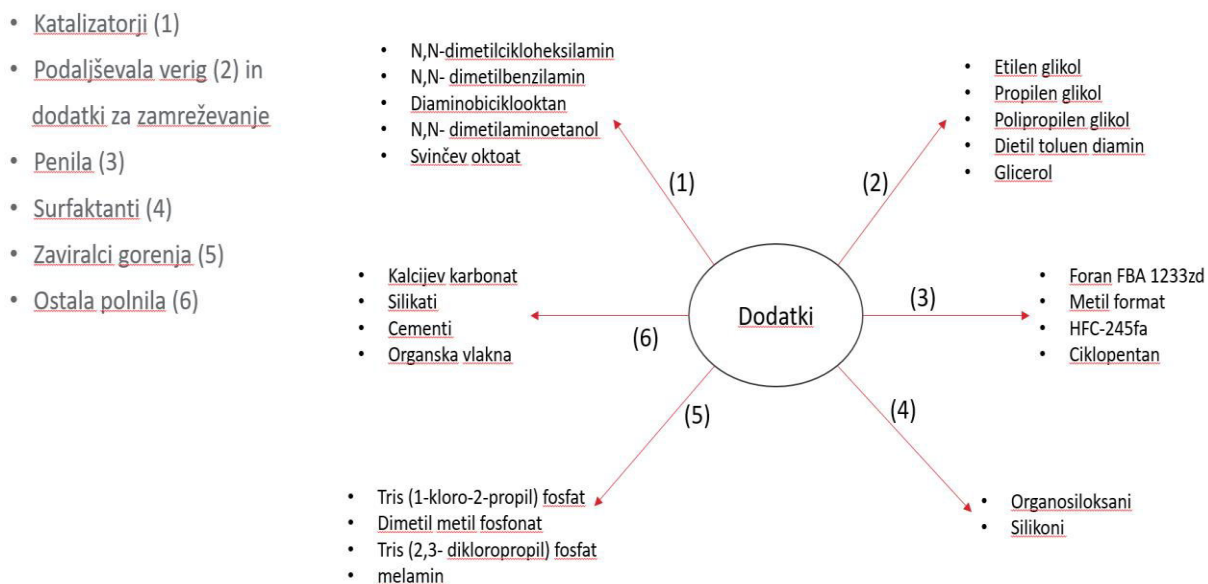 • Katalizatorji (1)
• Podaljševala verig (2) in
dodatki za zamreževanje
• Penila (3)
• Surfaktanti (4)
• Zaviralci gorenja (5)
• Ostala polnila (6)
• N,N-dimetilcikloheksilamin
• N,N- dimetilbenzilamin
• Diaminobiciklooktan
• N,N- dimetilaminoetanol
• Svinčev oktoat
(1)
• Etilen glikol
• Propilen glikol
• Polipropilen glikol
• Dietil toluen diamin
• Glicerol
(2)
• Kalcijev karbonat
• Silikati
• Cementi
• Organska vlakna
(6)
Dodatki
(3)
• Foran FBA 1233zd
• Metil format
• HFC-245fa
• Ciklopentan
(5)
(4)
• Tris (1-kloro-2-propil) fosfat
• Dimetil metil fosfonat
• Tris (2,3- dikloropropil) fosfat
• melamin
• Organosiloksani
• Silikoni